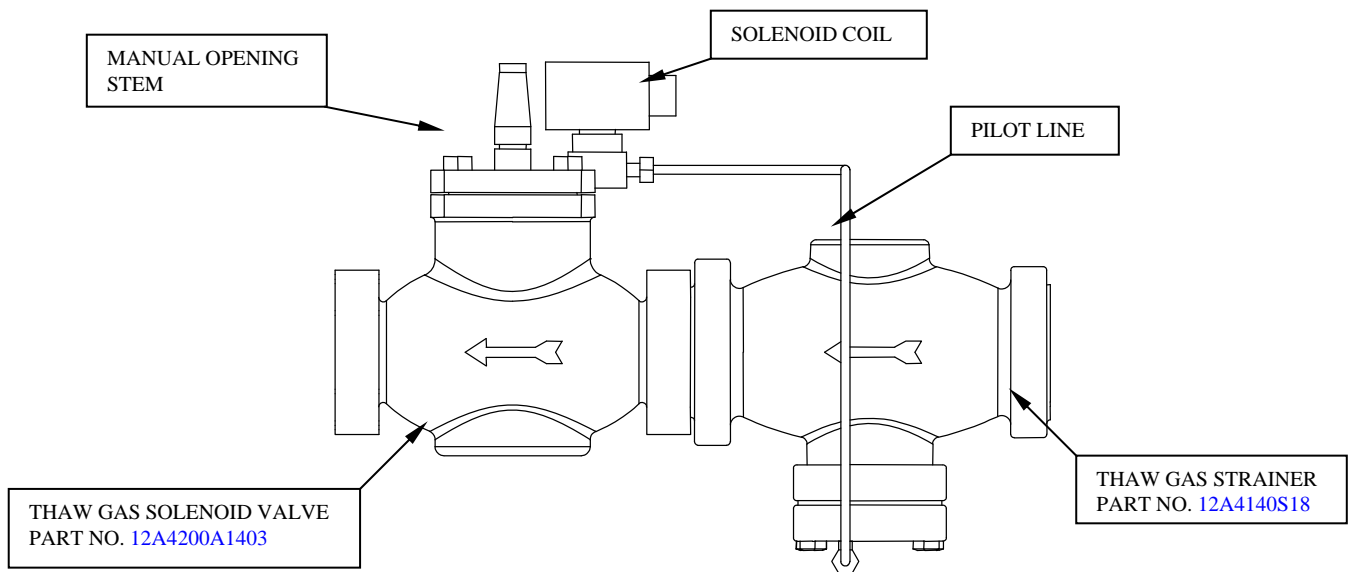 SOLENOID COIL
MANUAL OPENING
STEM
PILOT LINE
THAW GAS STRAINER
PART NO. 12A4140S18
THAW GAS SOLENOID VALVE
PART NO. 12A4200A1403